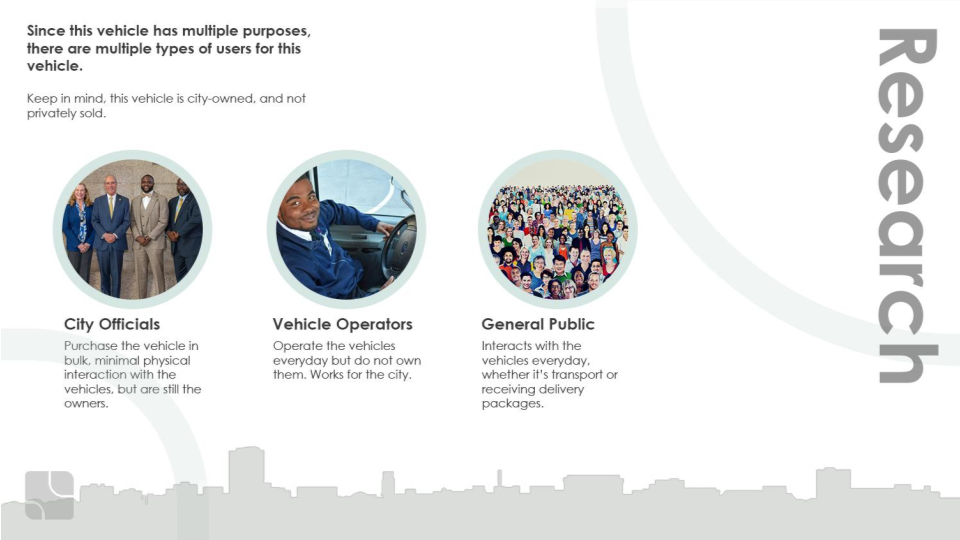 Since this vehicle has multiple purposes,
there are multiple types of users for this
vehicle.
Keep in mind, this vehicle is city-owned, and not
privately sold.
City Officials
Purchase the vehicle in
bulk, minimal physical
interaction with the
vehicles, but are still the
owners.
Vehicle Operators
Operate the vehicles
everyday but do not own
them. Works for the city.
General Public
Interacts with the
vehicles everyday,
whether it's transport or
receiving delivery
packages.
Research